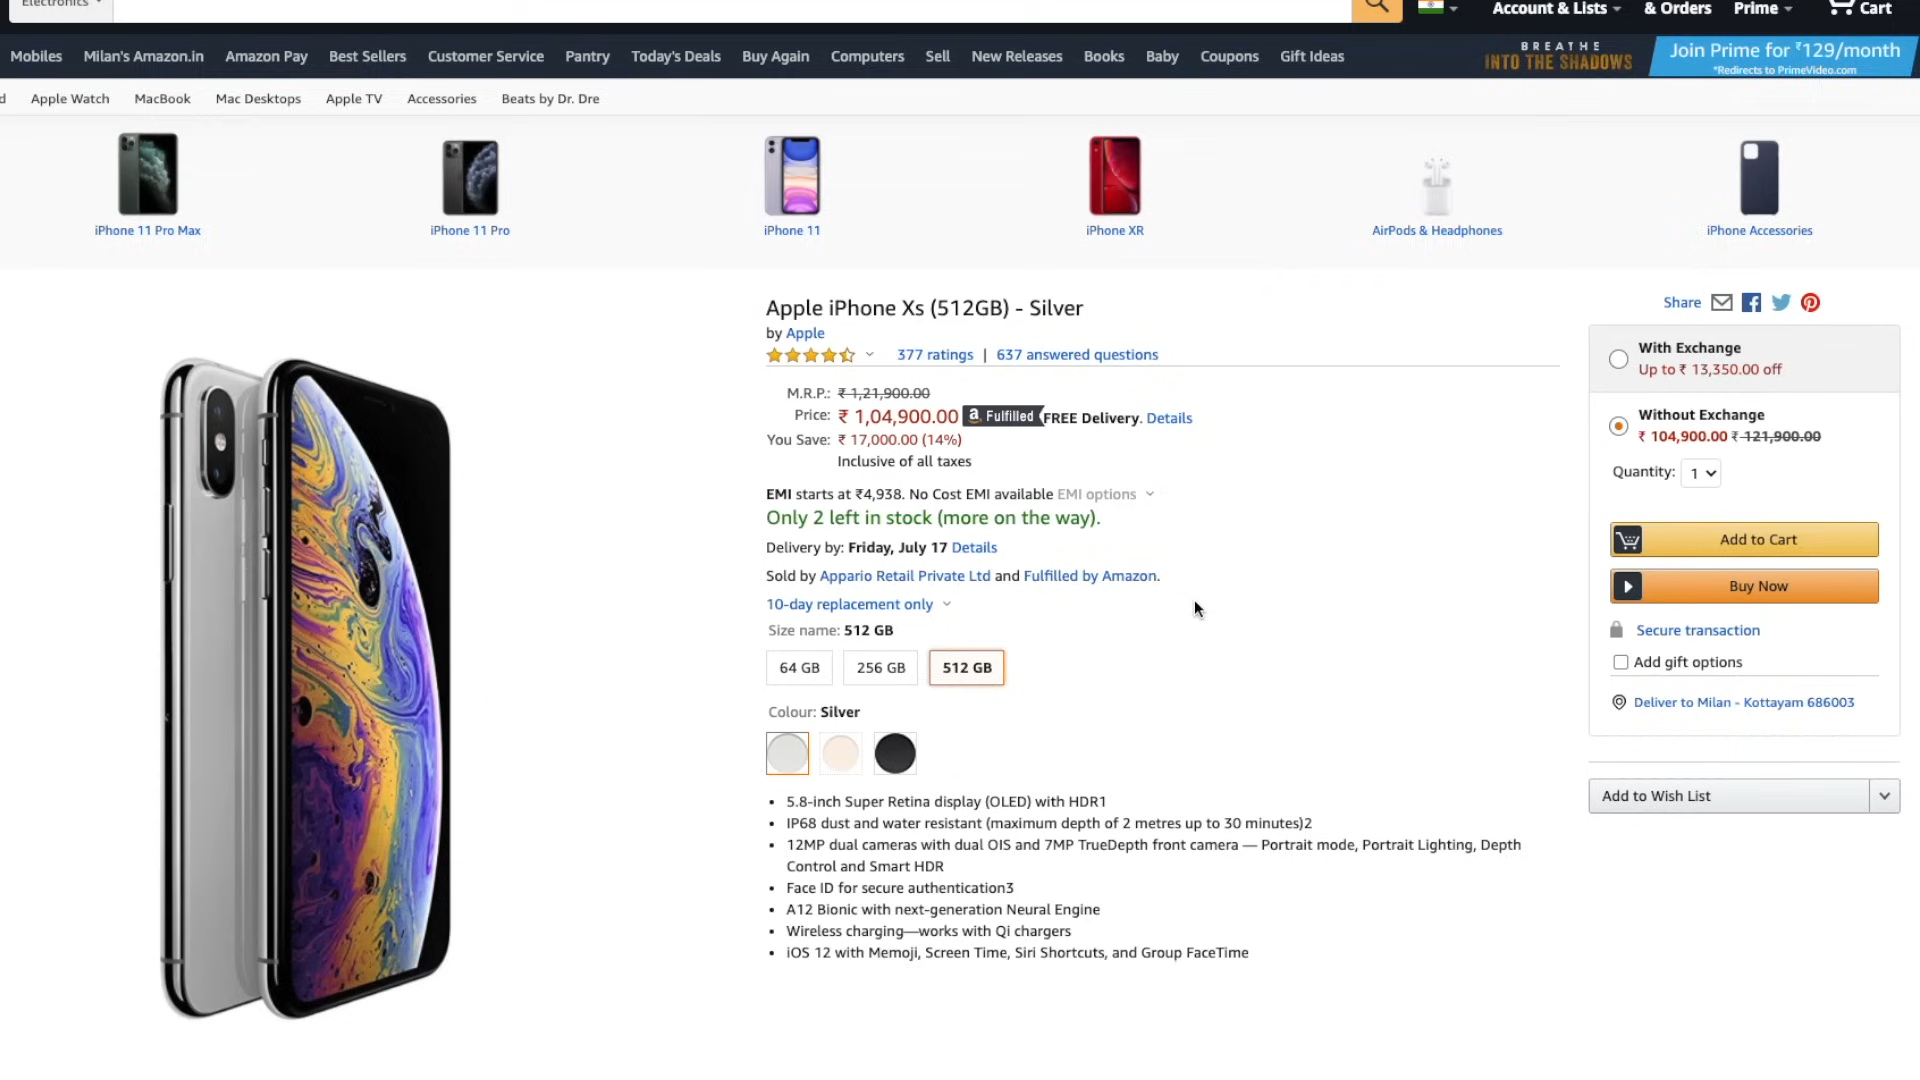 Electronics
Account & Lists & Orders Prime Cart
Mobiles Milan's Amazon.in Amazon Pay Best Sellers Customer Service Pantry Today's Deals Buy Again Computers Sell New Releases Books Baby Coupons Gift Ideas
BREATHE
INTO THE SHADOWS
Join Prime for ₹129/month
*Redirects to PrimeVideo.com
d Apple Watch MacBook Mac Desktops Apple TV Accessories Beats by Dr. Dre
iPhone 11 Pro Max iPhone 11 Pro iPhone 11 iPhone XR AirPods & Headphones iPhone Accessories
Apple iPhone Xs (512GB) - Silver
by Apple
377 ratings | 637 answered questions
M.R.P.: ₹ 1,21,900.00
Price: ₹ 1,04,900.00 a Fulfilled FREE Delivery. Details
You Save: ₹ 17,000.00 (14%)
Inclusive of all taxes
EMI starts at ₹4,938. No Cost EMI available EMI options
Only 2 left in stock (more on the way).
Delivery by: Friday, July 17 Details
Sold by Appario Retail Private Ltd and Fulfilled by Amazon.
10-day replacement only
Size name: 512 GB
64 GB 256 GB 512 GB
Colour: Silver
• 5.8-inch Super Retina display (OLED) with HDR1
• IP68 dust and water resistant (maximum depth of 2 metres up to 30 minutes)2
• 12MP dual cameras with dual OIS and 7MP TrueDepth front camera — Portrait mode, Portrait Lighting, Depth
Control and Smart HDR
• Face ID for secure authentication3
• A12 Bionic with next-generation Neural Engine
• Wireless charging—works with Qi chargers
• iOS 12 with Memoji, Screen Time, Siri Shortcuts, and Group FaceTime
Share
With Exchange
Up to ₹ 13,350.00 off
Without Exchange
₹ 104,900.00 ₹ 121,900.00
Quantity: 1
Add to Cart
Buy Now
Secure transaction
Add gift options
Deliver to Milan - Kottayam 686003
Add to Wish List